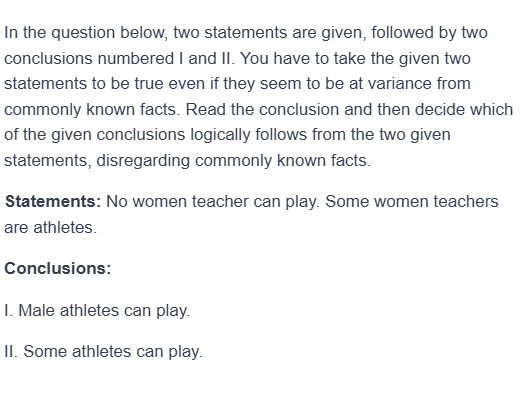 In the question below, two statements are given, followed by two
conclusions numbered I and II. You have to take the given two
statements to be true even if they seem to be at variance from
commonly known facts. Read the conclusion and then decide which
of the given conclusions logically follows from the two given
statements, disregarding commonly known facts.
Statements: No women teacher can play. Some women teachers
are athletes.
Conclusions:
I. Male athletes can play.
II. Some athletes can play.